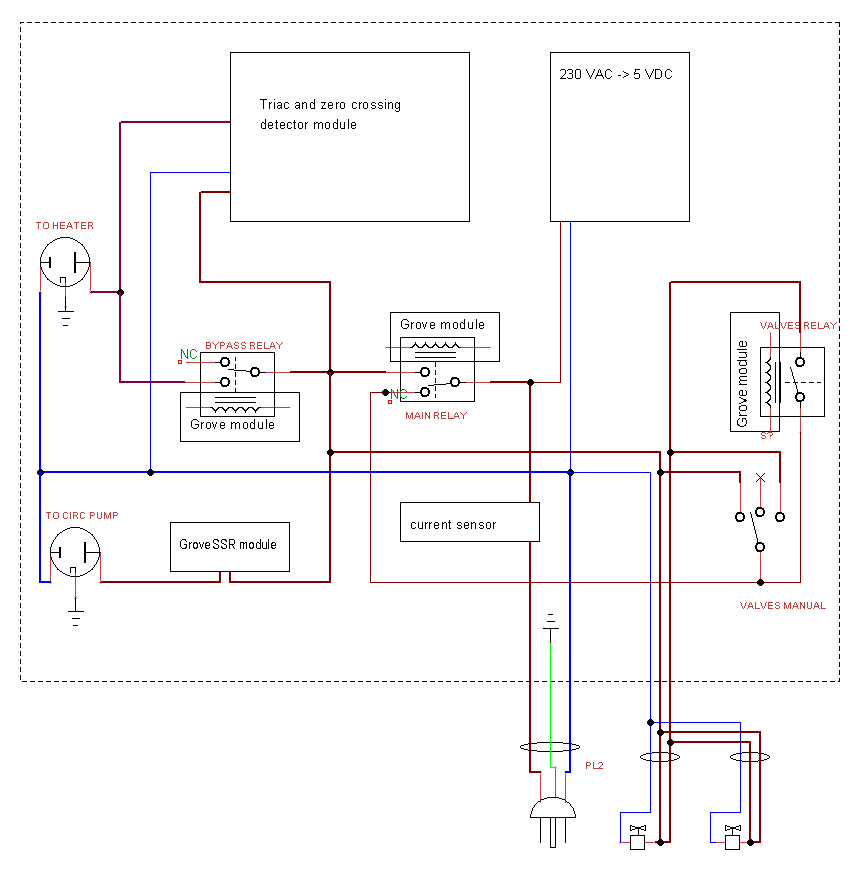 Triac and zero crossing
detector module
230 VAC -> 5 VDC
TO HEATER
Grove module
VALVES RELAY
NC
BYPASS RELAY
Grove module
NC
MAIN RELAY
Grove module
S?
TO CIRC PUMP
current sensor
GroveSSR module
VALVES MANUAL
PL2